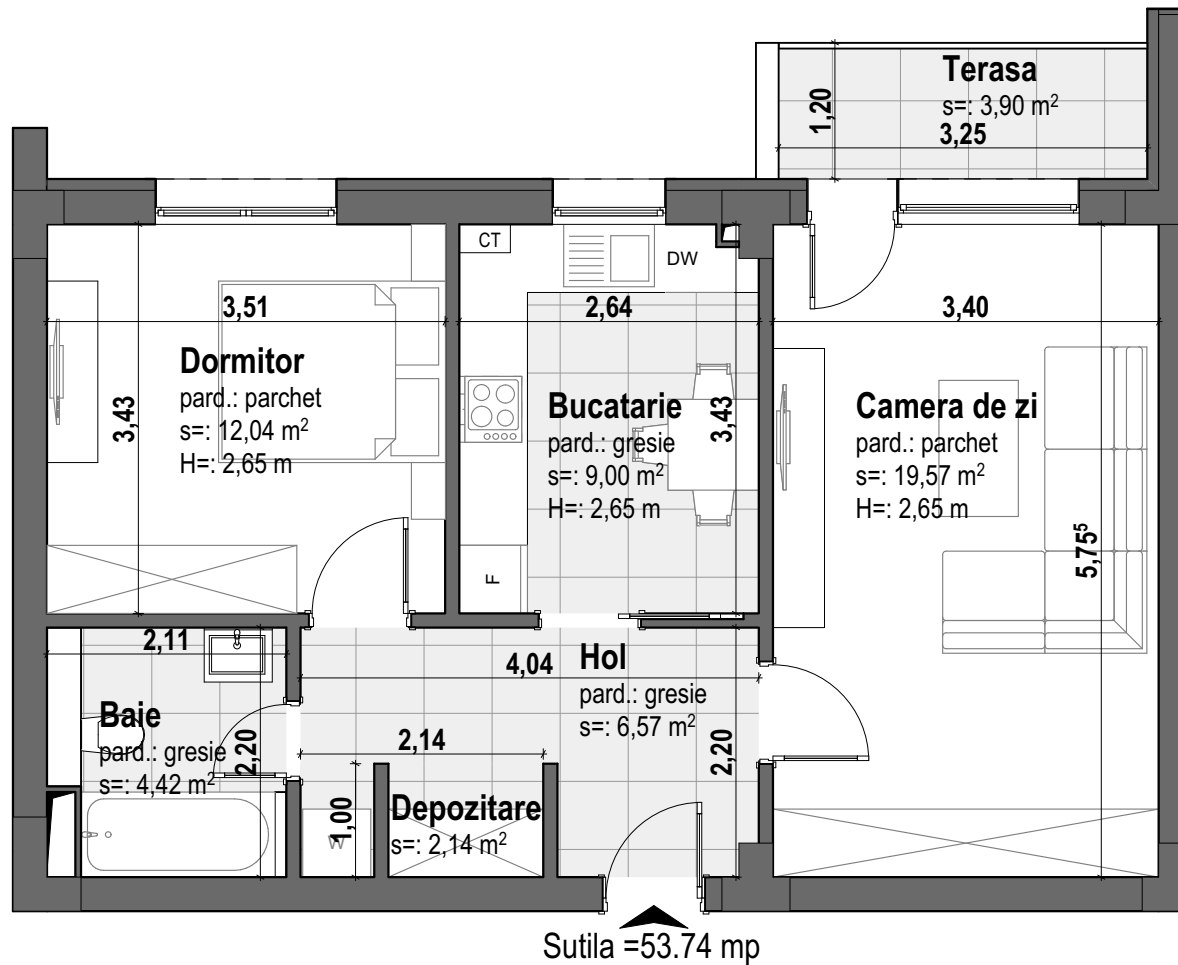 Terasa
s=: 3,90 m²
1,20
3,25
CT
DW
3,51
2,64
3,40
Dormitor
pard.: parchet
s=: 12,04 m²
H=: 2,65 m
3,43
Bucatarie
pard.: gresie
s=: 9,00 m²
H=: 2,65 m
3,43
Camera de zi
pard.: parchet
s=: 19,57 m²
H=: 2,65 m
5,75⁵
F
2,11
4,04
Hol
pard.: gresie
s=: 6,57 m²
Baie
pard.: gresie
s=: 4,42 m²
2,20
2,14
2,20
1,00
W
Depozitare
s=: 2,14 m²
Sutila =53.74 mp